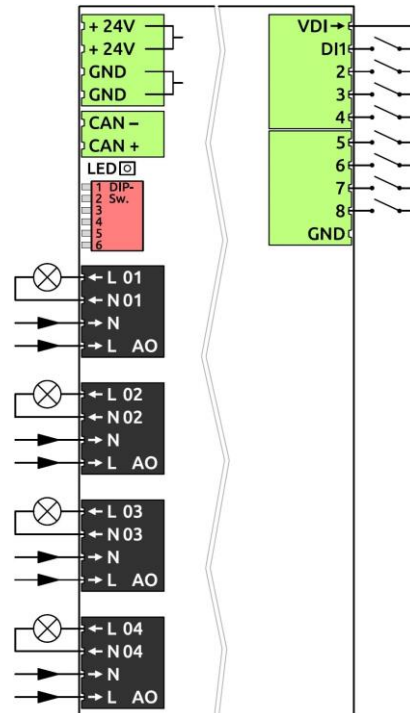 + 24V
+ 24V
GND
GND
CAN –
CAN +
LED
1 DIP-
2 Sw.
3
4
5
6
← L 01
← N 01
→ N
→ L AO
← L 02
← N 02
→ N
→ L AO
← L 03
← N 03
→ N
→ L AO
← L 04
← N 04
→ N
→ L AO
VDI→
DI1
2
3
4
5
6
7
8
GND